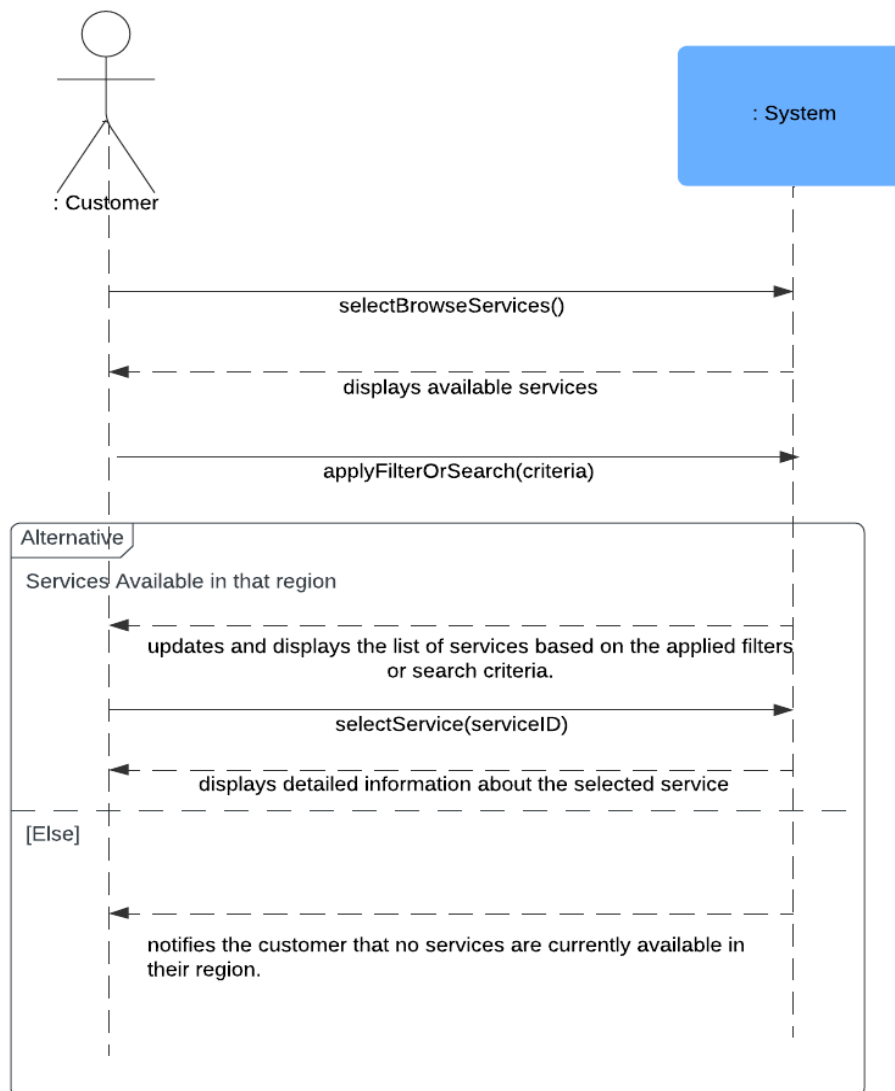 : System
: Customer
selectBrowseServices()
displays available services
applyFilterOrSearch(criteria)
Alternative
Services Available in that region
updates and displays the list of services based on the applied filters
or search criteria.
selectService(serviceID)
displays detailed information about the selected service
[Else]
notifies the customer that no services are currently available in
their region.